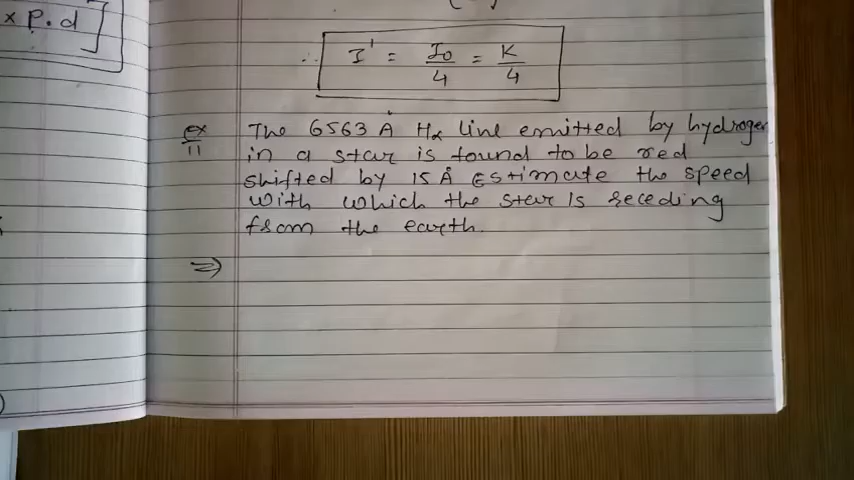 × P.d ]
∴ I' = I₀/4 = K/4
ex 11
The 6563 Å Hα line emitted by hydrogen
in a star is found to be red
shifted by 15 Å Estimate the speed
with which the star is receding
from the earth.
⇒